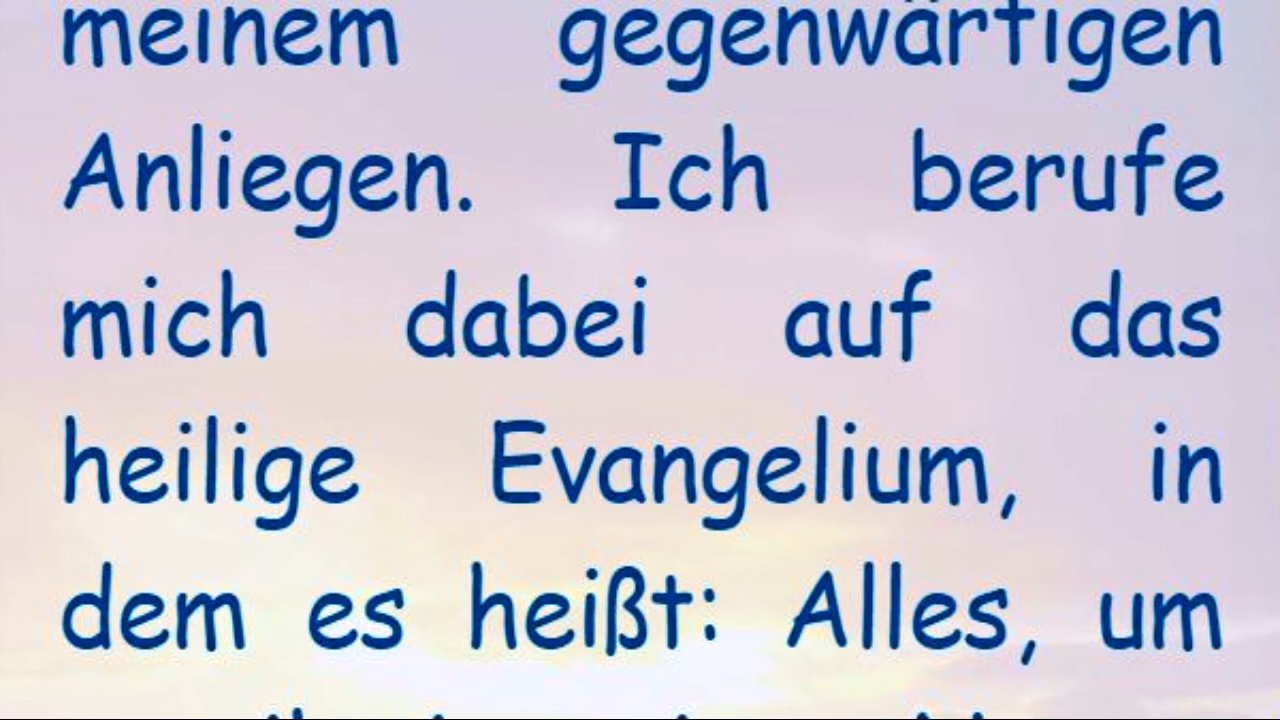 meinem gegenwärtigen
Anliegen. Ich berufe
mich dabei auf das
heilige Evangelium, in
dem es heißt: Alles, um